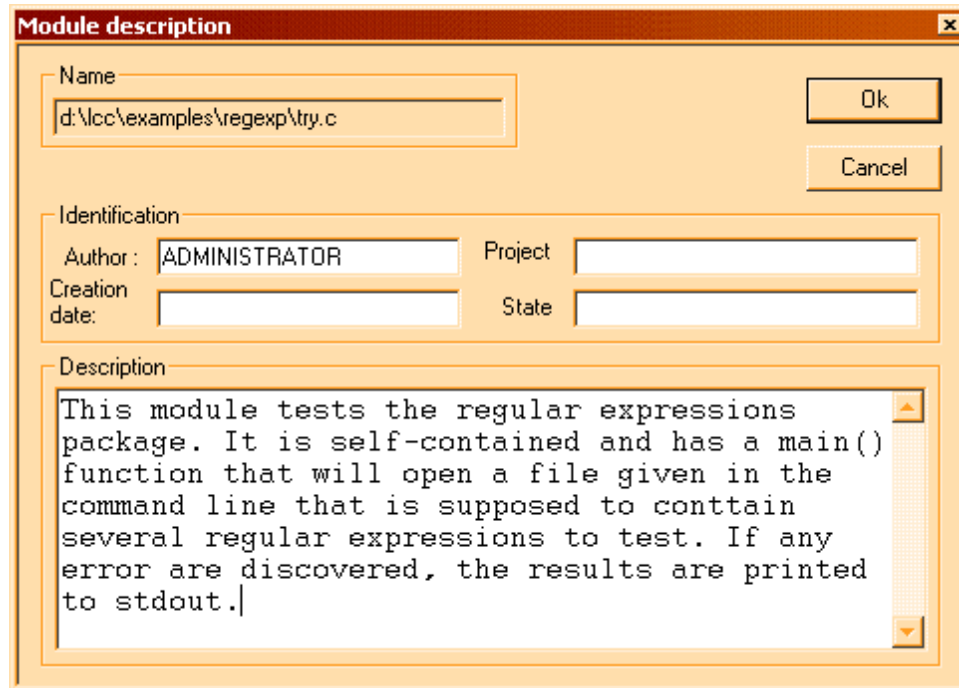 Module description
Name
d:\lcc\examples\regexp\try.c
Ok
Cancel
Identification
Author : ADMINISTRATOR
Project
Creation
date:
State
Description
This module tests the regular expressions
package. It is self-contained and has a main()
function that will open a file given in the
command line that is supposed to conttain
several regular expressions to test. If any
error are discovered, the results are printed
to stdout.